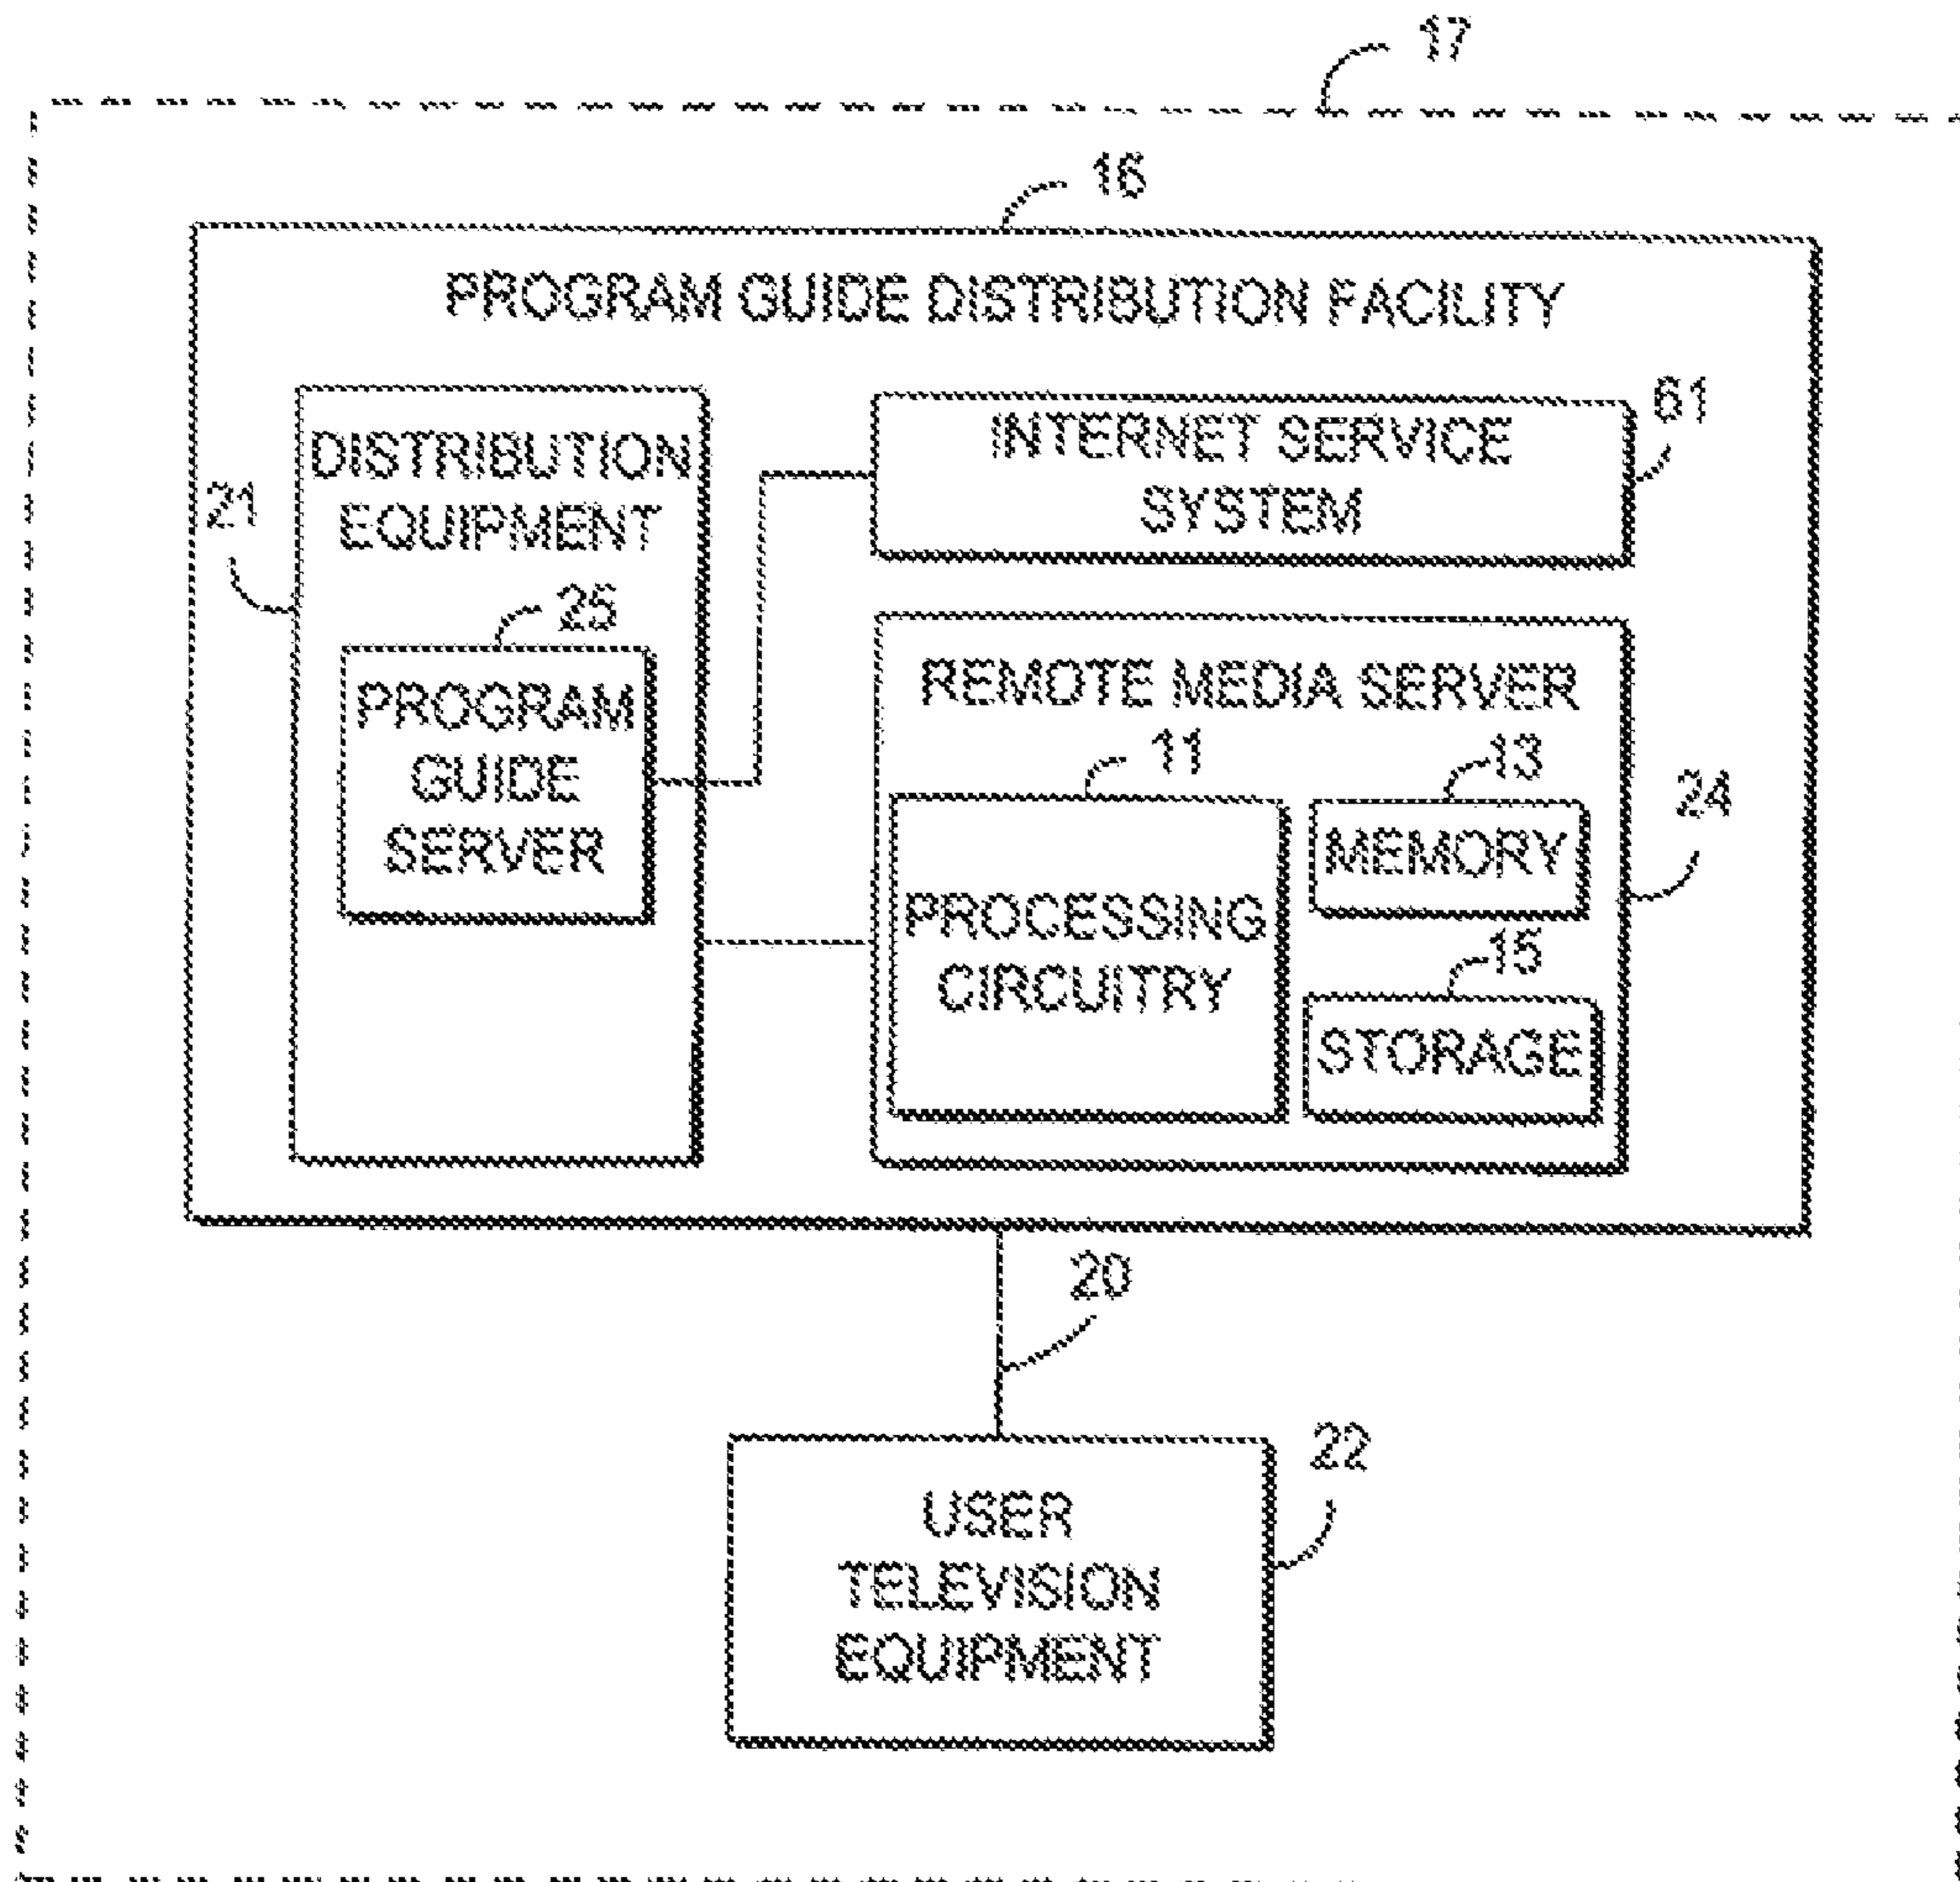 17
16
PROGRAM GUIDE DISTRIBUTION FACILITY
21
DISTRIBUTION
EQUIPMENT
25
PROGRAM
GUIDE
SERVER
INTERNET SERVICE
SYSTEM
61
REMOTE MEDIA SERVER
11
PROCESSING
CIRCUITRY
13
MEMORY
15
STORAGE
24
20
22
USER
TELEVISION
EQUIPMENT